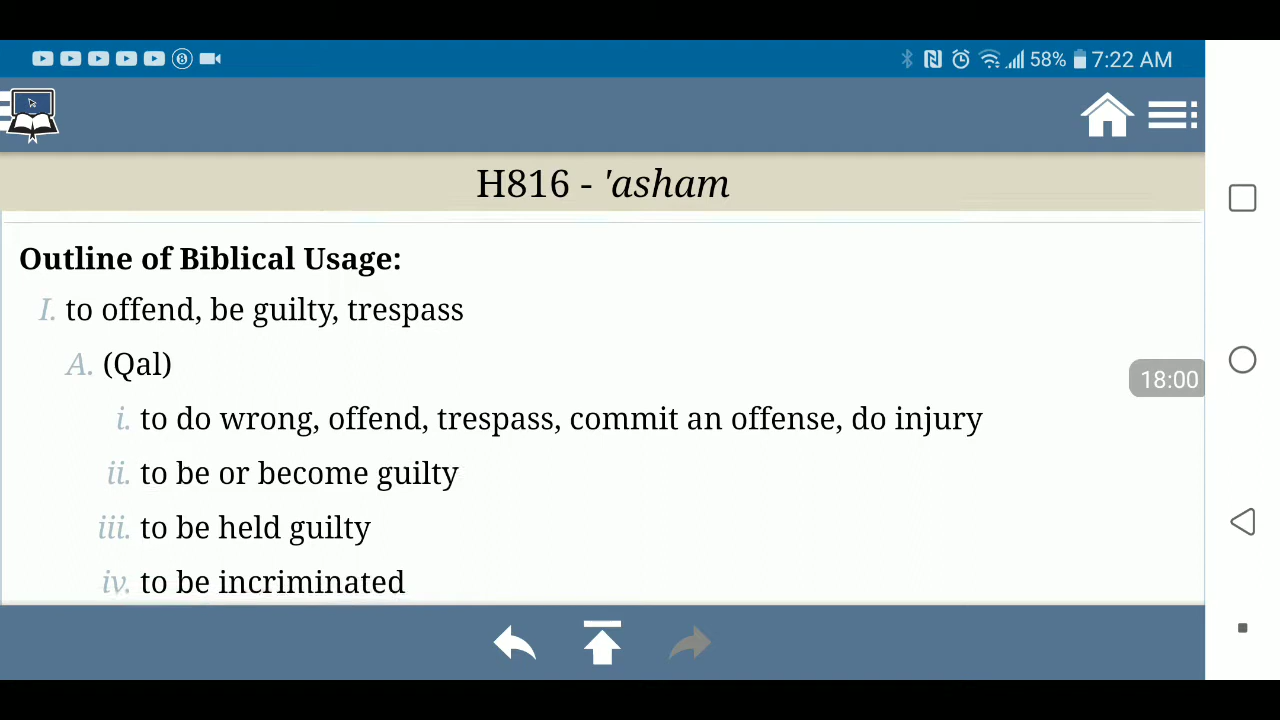 58% 7:22 AM
H816 - 'asham
Outline of Biblical Usage:
I. to offend, be guilty, trespass
A. (Qal)
i. to do wrong, offend, trespass, commit an offense, do injury
18:00
ii. to be or become guilty
iii. to be held guilty
iv. to be incriminated